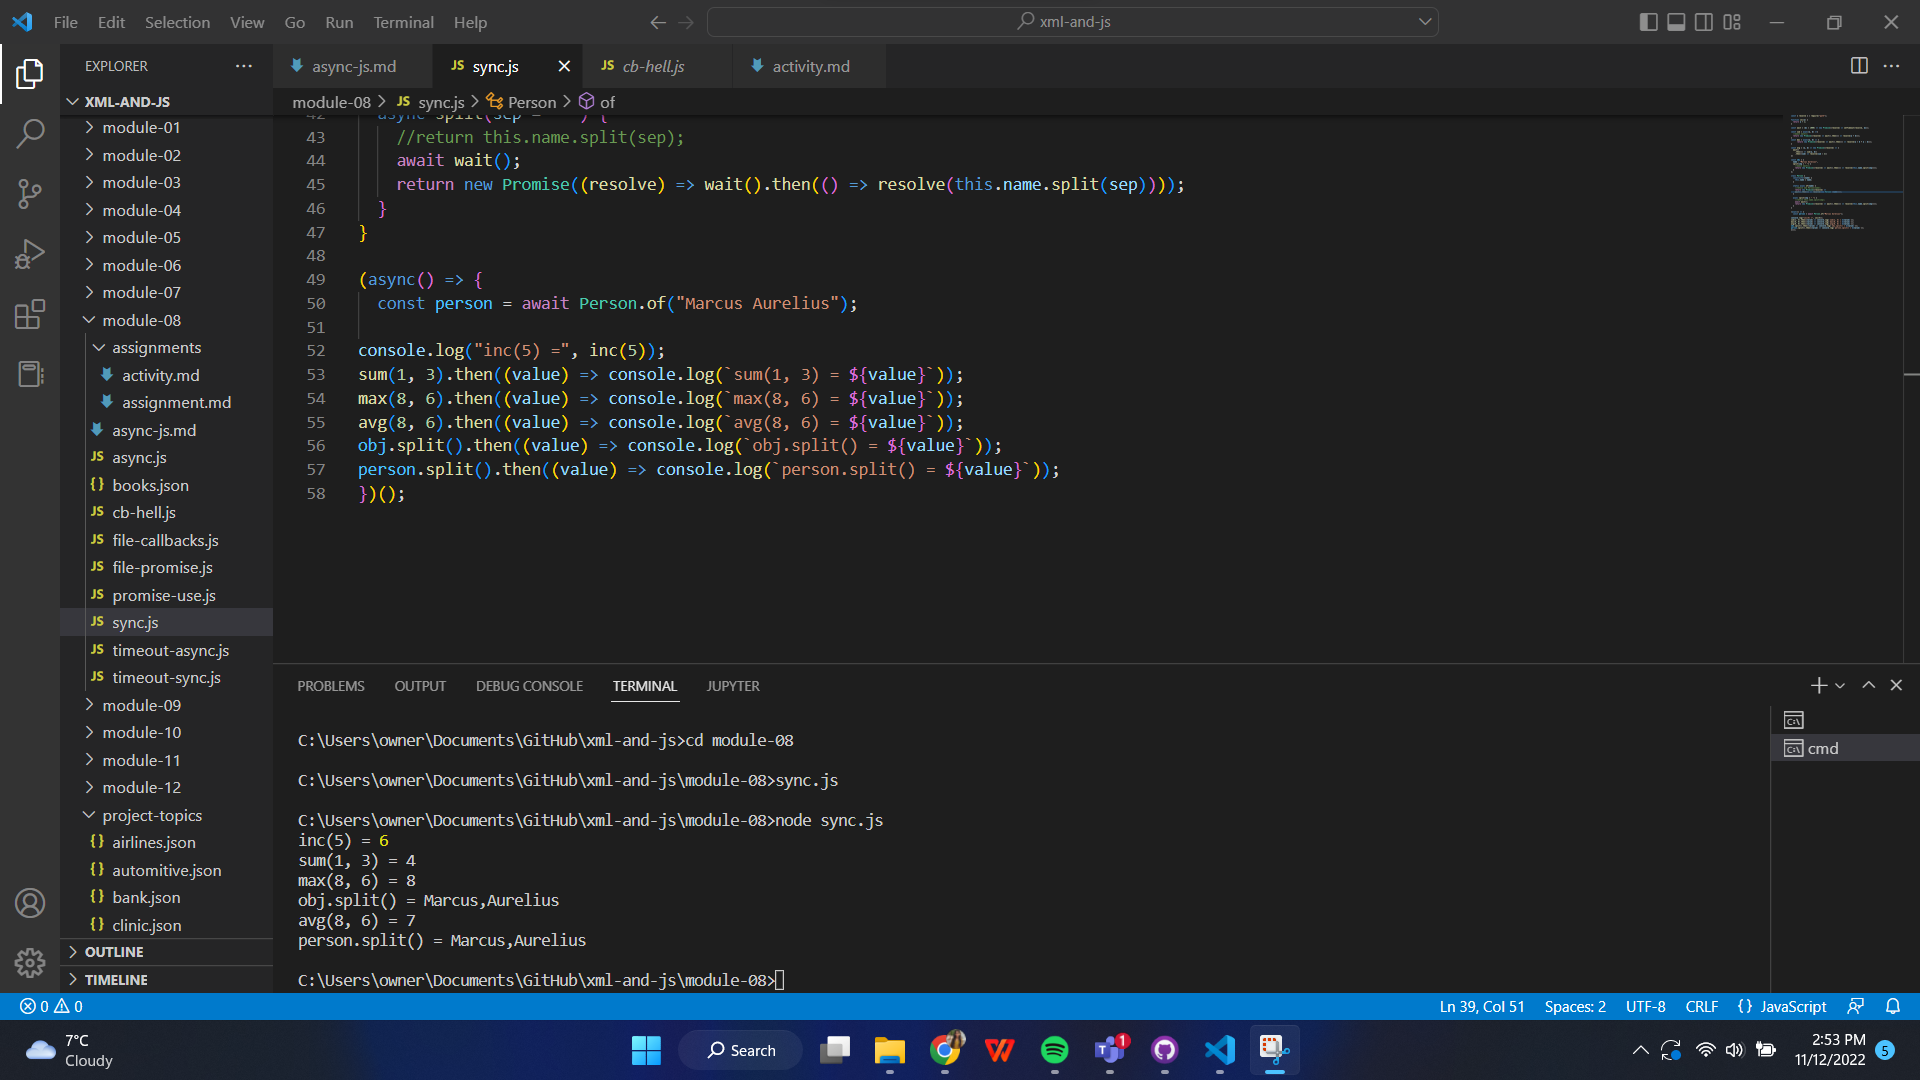 File Edit Selection View Go Run Terminal Help
xml-and-js
EXPLORER
async-js.md
JS sync.js
JS cb-hell.js
activity.md
module-08 > JS sync.js > Person > of
XML-AND-JS
module-01
module-02
module-03
module-04
module-05
module-06
module-07
module-08
assignments
activity.md
assignment.md
async-js.md
JS async.js
{} books.json
JS cb-hell.js
JS file-callbacks.js
JS file-promise.js
JS promise-use.js
JS sync.js
JS timeout-async.js
JS timeout-sync.js
module-09
module-10
module-11
module-12
project-topics
{} airlines.json
{} automitive.json
{} bank.json
{} clinic.json
OUTLINE
TIMELINE
43 //return this.name.split(sep);
44 await wait();
45 return new Promise((resolve) => wait().then(() => resolve(this.name.split(sep))));
46 }
47 }
48
49 (async() => {
50 const person = await Person.of("Marcus Aurelius");
51
52 console.log("inc(5) =", inc(5));
53 sum(1, 3).then((value) => console.log(`sum(1, 3) = ${value}`));
54 max(8, 6).then((value) => console.log(`max(8, 6) = ${value}`));
55 avg(8, 6).then((value) => console.log(`avg(8, 6) = ${value}`));
56 obj.split().then((value) => console.log(`obj.split() = ${value}`));
57 person.split().then((value) => console.log(`person.split() = ${value}`));
58 })();
PROBLEMS OUTPUT DEBUG CONSOLE TERMINAL JUPYTER
C:\Users\owner\Documents\GitHub\xml-and-js>cd module-08
C:\Users\owner\Documents\GitHub\xml-and-js\module-08>sync.js
C:\Users\owner\Documents\GitHub\xml-and-js\module-08>node sync.js
inc(5) = 6
sum(1, 3) = 4
max(8, 6) = 8
obj.split() = Marcus,Aurelius
avg(8, 6) = 7
person.split() = Marcus,Aurelius
C:\Users\owner\Documents\GitHub\xml-and-js\module-08>
cmd
0 0
Ln 39, Col 51 Spaces: 2 UTF-8 CRLF {} JavaScript
7°C
Cloudy
Search
1
2:53 PM
11/12/2022
5